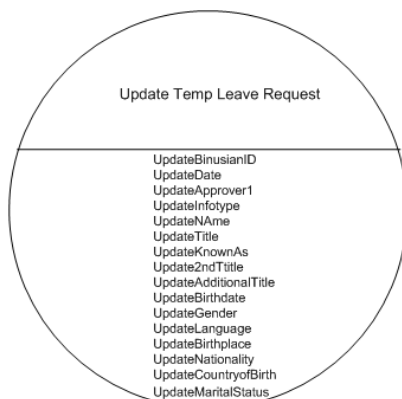 Update Temp Leave Request
UpdateBinusianID
UpdateDate
UpdateApprover1
UpdateInfotype
UpdateNAme
UpdateTitle
UpdateKnownAs
Update2ndTtitle
UpdateAdditionalTitle
UpdateBirthdate
UpdateGender
UpdateLanguage
UpdateBirthplace
UpdateNationality
UpdateCountryofBirth
UpdateMaritalStatus